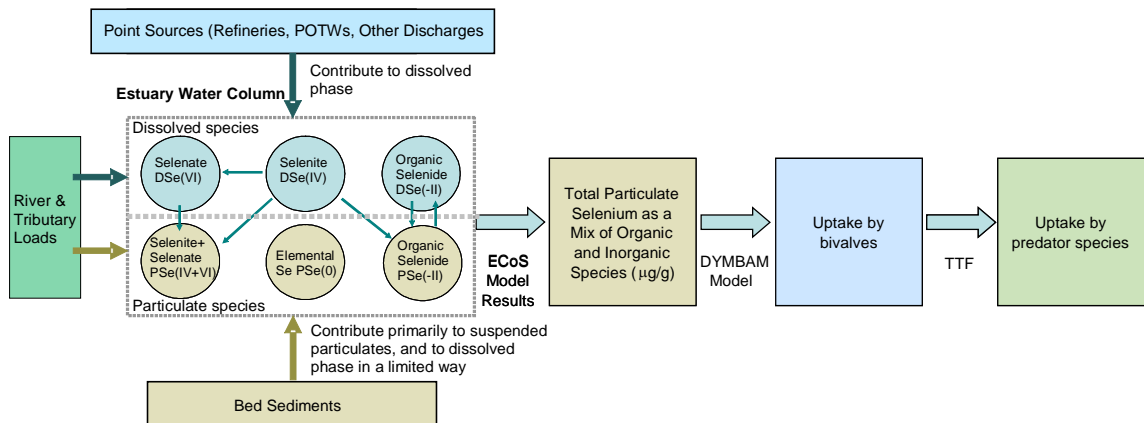 Point Sources (Refineries, POTWs, Other Discharges
Contribute to dissolved
phase
Estuary Water Column
Dissolved species
Selenate
DSe(VI)
Selenite
DSe(IV)
Organic
Selenide
DSe(-II)
River &
Tributary
Loads
Selenite+
Selenate
PSe(IV+VI)
Elemental
Se PSe(0)
Organic
Selenide
PSe(-II)
Particulate species
ECoS
Model
Results
Total Particulate
Selenium as a
Mix of Organic
and Inorganic
Species (µg/g)
DYMBAM
Model
Uptake by
bivalves
TTF
Uptake by
predator species
Contribute primarily to suspended
particulates, and to dissolved
phase in a limited way
Bed Sediments